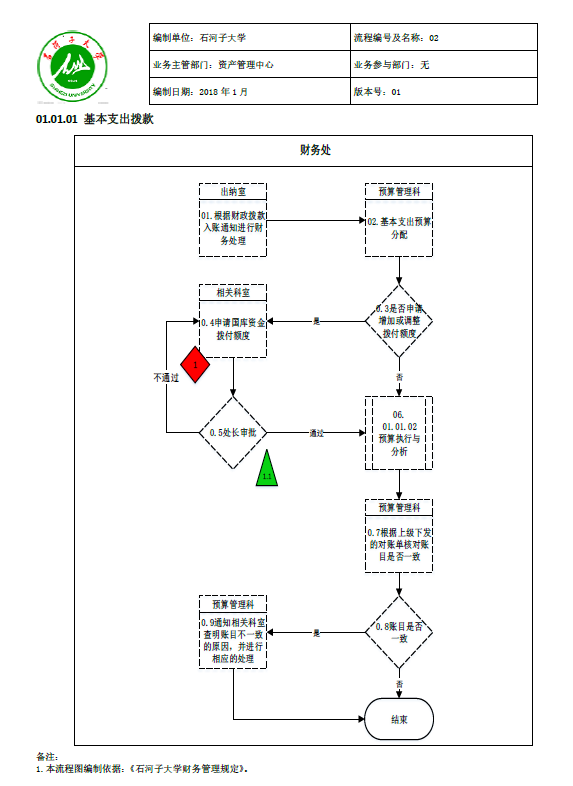 编制单位：石河子大学
流程编号及名称：02
业务主管部门：资产管理中心
业务参与部门：无
编制日期：2018 年 1 月
版本号：01
01.01.01 基本支出拨款
财务处
出纳室
01.根据财政拨款
入账通知进行财
务处理
预算管理科
02.基本支出预算
分配
相关科室
0.4申请国库资金
拨付额度
是
0.3是否申请
增加或调整
拨付额度
1
不通过
否
0.5处长审批
通过
06.
01.01.02
预算执行与
分析
1.1
预算管理科
0.7根据上级下发
的对账单核对账
目是否一致
预算管理科
0.9通知相关科室
查明账目不一致
的原因，并进行
相应的处理
是
0.8账目是否
一致
否
结束
备注：
1.本流程图编制依据：《石河子大学财务管理规定》。